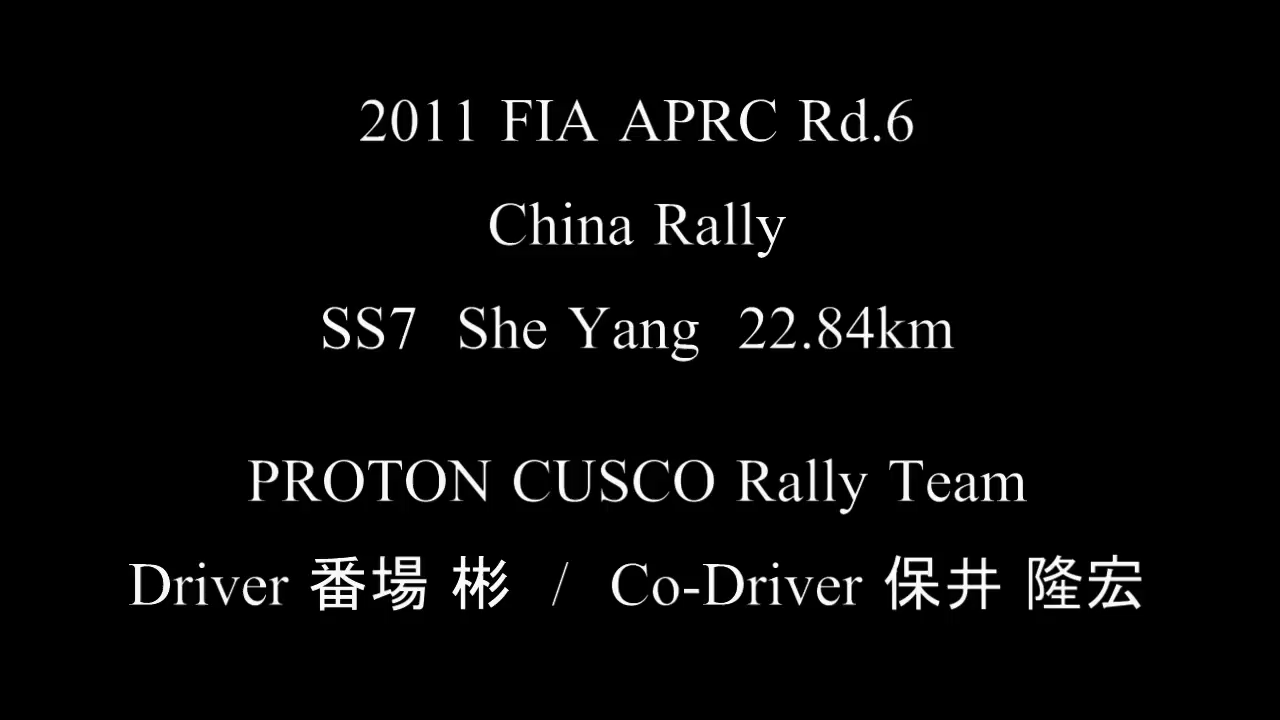 2011 FIA APRC Rd.6
China Rally
SS7 She Yang 22.84km
PROTON CUSCO Rally Team
Driver 番場 彬 / Co-Driver 保井 隆宏